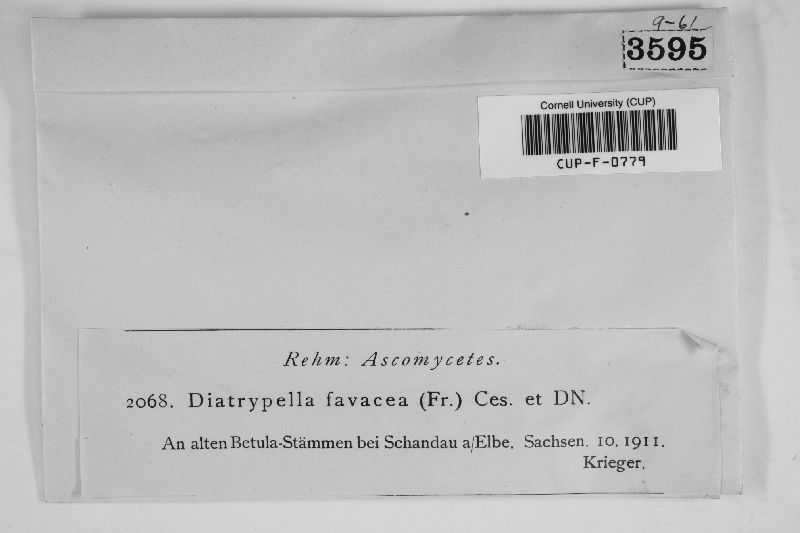 9-61
3595
Cornell University (CUP)
CUP-F-0779
Rehm: Ascomycetes.
2068. Diatrypella favacea (Fr.) Ces. et DN.
An alten Betula-Stämmen bei Schandau a/Elbe. Sachsen. 10. 1911.
Krieger.